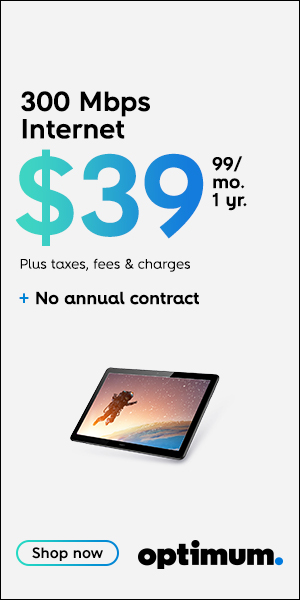 300 Mbps
Internet
$39
99/
mo.
1 yr.
Plus taxes, fees & charges
+ No annual contract
Shop now
optimum.